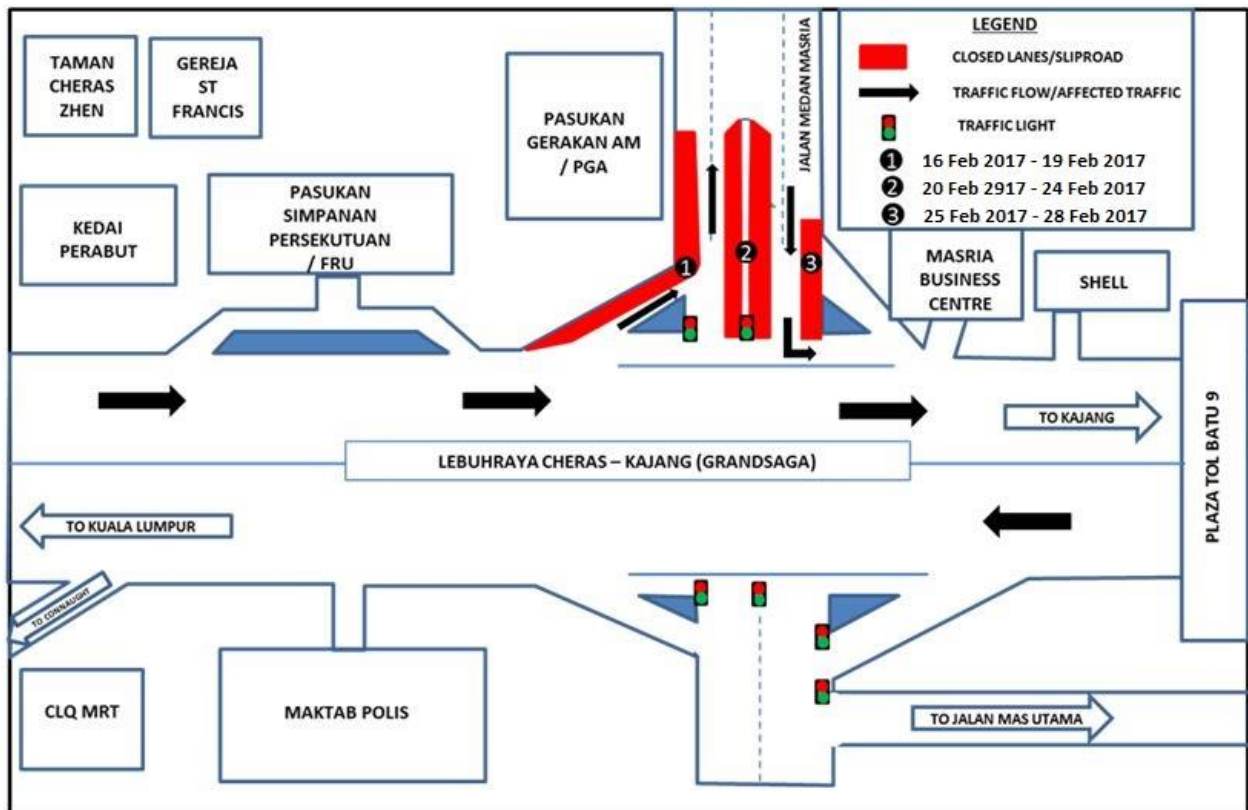 TAMAN
CHERAS
ZHEN
GEREJA
ST
FRANCIS
PASUKAN
GERAKAN AM
/ PGA
JALAN MEDAN MASRIA
LEGEND
CLOSED LANES/SLIPROAD
TRAFFIC FLOW/AFFECTED TRAFFIC
TRAFFIC LIGHT
1 16 Feb 2017 - 19 Feb 2017
2 20 Feb 2917 - 24 Feb 2017
3 25 Feb 2017 - 28 Feb 2017
KEDAI
PERABUT
PASUKAN
SIMPANAN
PERSEKUTUAN
/ FRU
1
2
3
MASRIA
BUSINESS
CENTRE
SHELL
PLAZA TOL BATU 9
TO KAJANG
LEBUHRAYA CHERAS – KAJANG (GRANDSAGA)
TO KUALA LUMPUR
TO CONNAUGHT
CLQ MRT
MAKTAB POLIS
TO JALAN MAS UTAMA